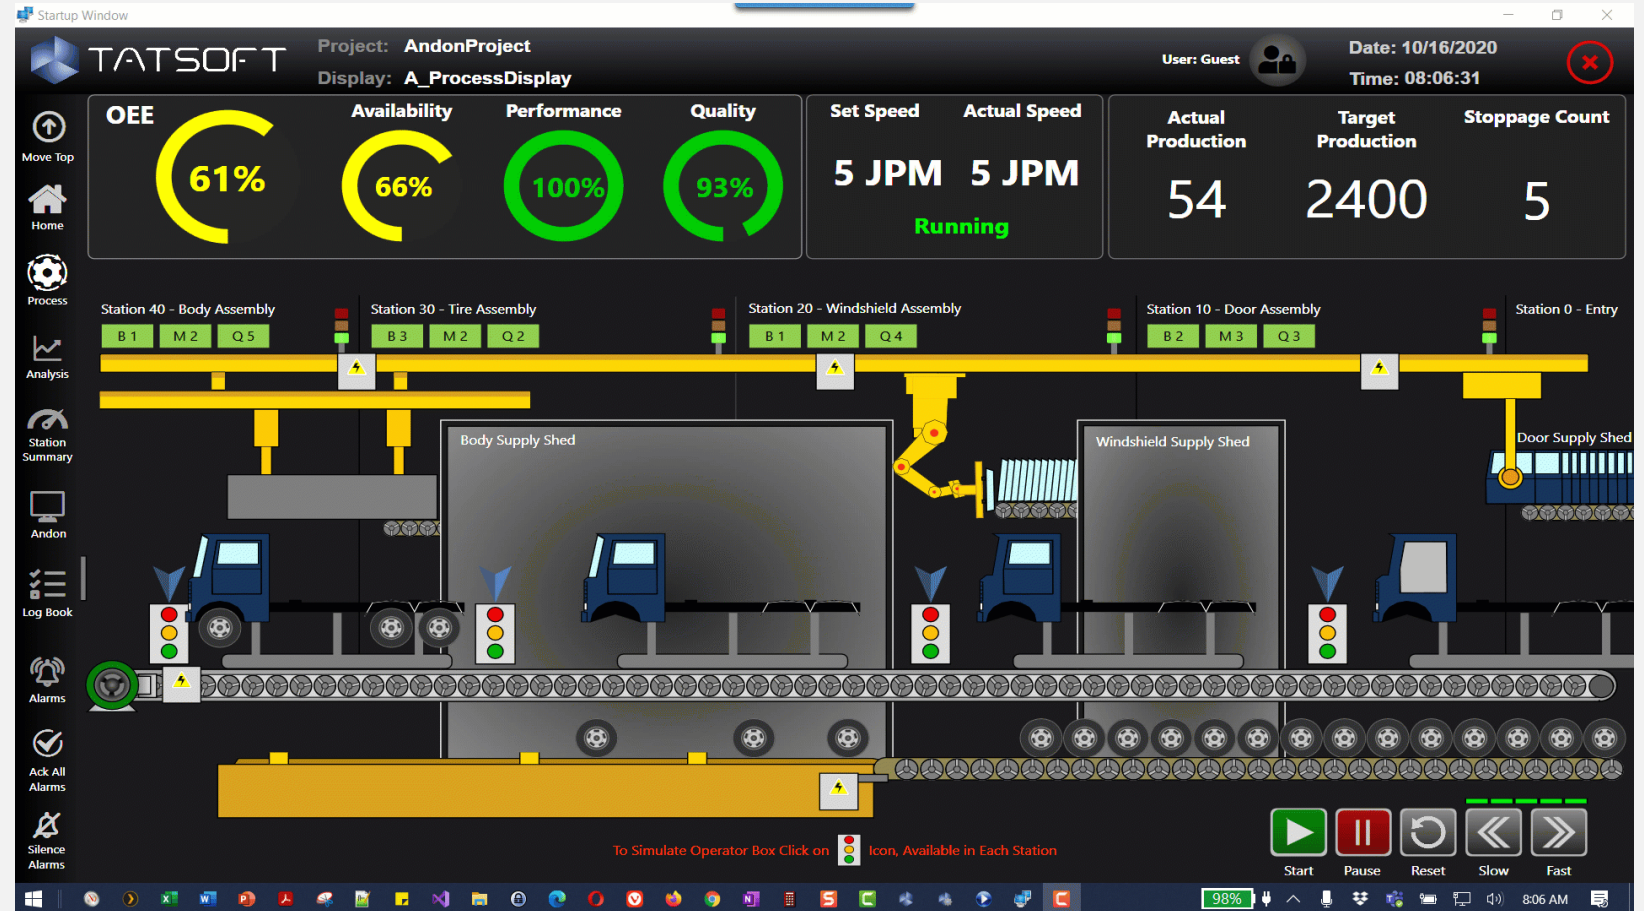 Startup Window
TATSOFT
Project: AndonProject
Display: A_ProcessDisplay
User: Guest
Date: 10/16/2020
Time: 08:06:31
Move Top
Home
Process
Analysis
Station
Summary
Andon
Log Book
Alarms
Ack All
Alarms
Silence
Alarms
OEE
61%
Availability
66%
Performance
100%
Quality
93%
Set Speed
5 JPM
Actual Speed
5 JPM
Running
Actual
Production
54
Target
Production
2400
Stoppage Count
5
Station 40 - Body Assembly
B 1 M 2 Q 5
Station 30 - Tire Assembly
B 3 M 2 Q 2
Station 20 - Windshield Assembly
B 1 M 2 Q 4
Station 10 - Door Assembly
B 2 M 3 Q 3
Station 0 - Entry
Body Supply Shed
Windshield Supply Shed
Door Supply Shed
To Simulate Operator Box Click on Icon, Available in Each Station
Start
Pause
Reset
Slow
Fast
98%
8:06 AM